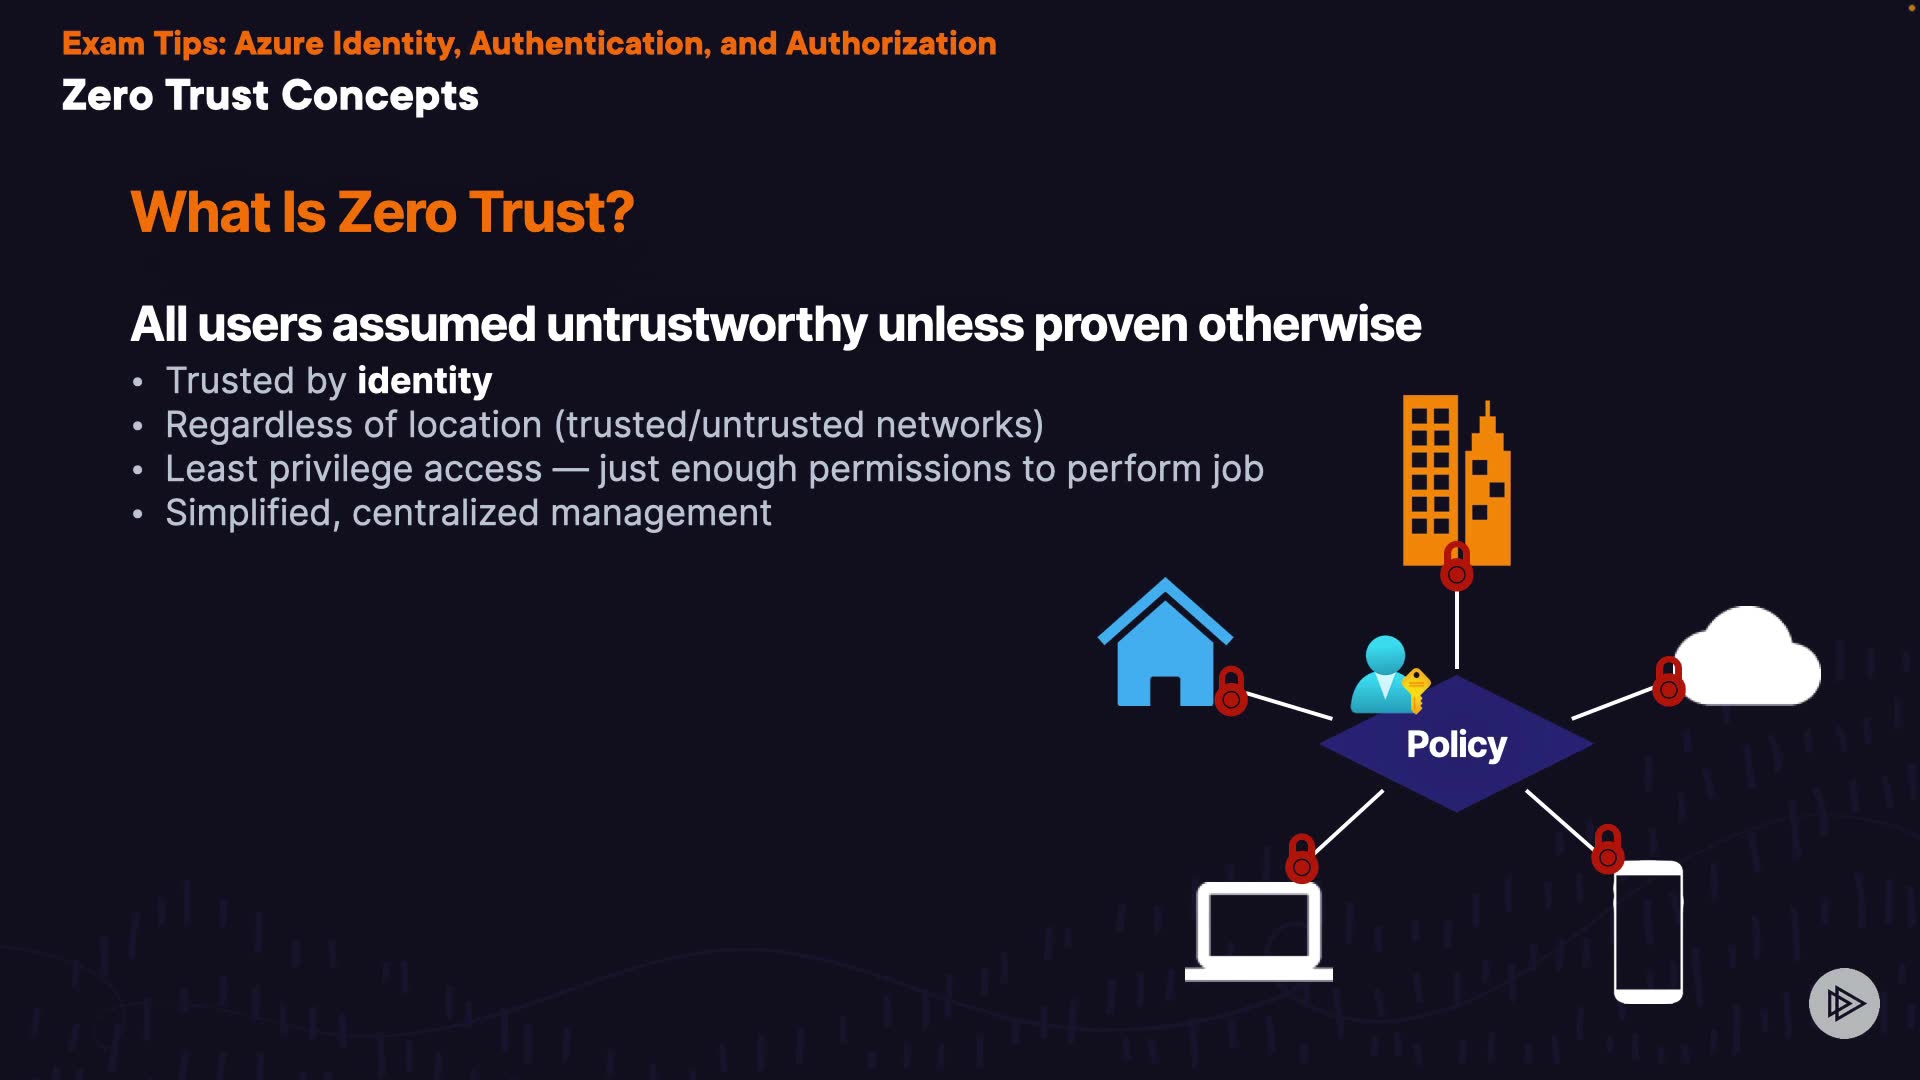 Exam Tips: Azure Identity, Authentication, and Authorization
Zero Trust Concepts
What Is Zero Trust?
All users assumed untrustworthy unless proven otherwise
• Trusted by identity
• Regardless of location (trusted/untrusted networks)
• Least privilege access — just enough permissions to perform job
• Simplified, centralized management
Policy